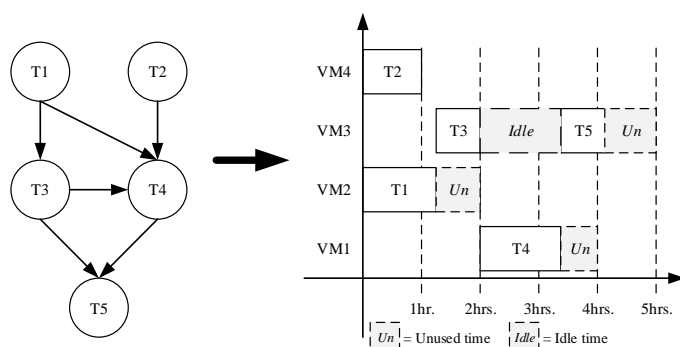 T1 T2
T3 T4
T5
VM4 T2
VM3 T3 Idle T5 Un
VM2 T1 Un
VM1 T4 Un
1hr. 2hrs. 3hrs. 4hrs. 5hrs.
Un = Unused time Idle = Idle time